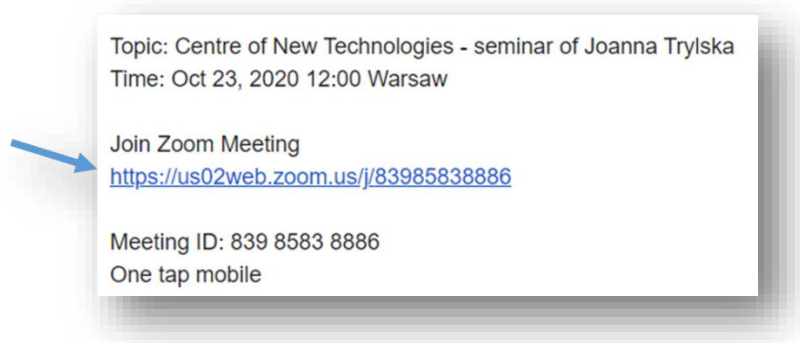 Topic: Centre of New Technologies - seminar of Joanna Trylska
Time: Oct 23, 2020 12:00 Warsaw
Join Zoom Meeting
https://us02web.zoom.us/j/83985838886
Meeting ID: 839 8583 8886
One tap mobile